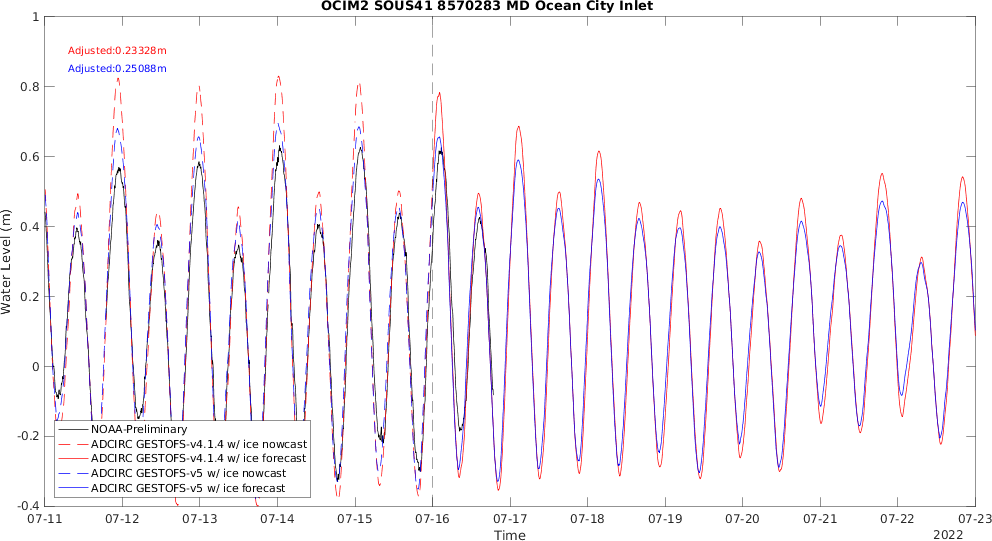 OCIM2 SOUS41 8570283 MD Ocean City Inlet
Adjusted:0.23328m
Adjusted:0.25088m
Water Level (m)
1
0.8
0.6
0.4
0.2
0
-0.2
-0.4
NOAA-Preliminary
ADCIRC GESTOFS-v4.1.4 w/ ice nowcast
ADCIRC GESTOFS-v4.1.4 w/ ice forecast
ADCIRC GESTOFS-v5 w/ ice nowcast
ADCIRC GESTOFS-v5 w/ ice forecast
07-11 07-12 07-13 07-14 07-15 07-16 07-17 07-18 07-19 07-20 07-21 07-22 07-23
Time
2022